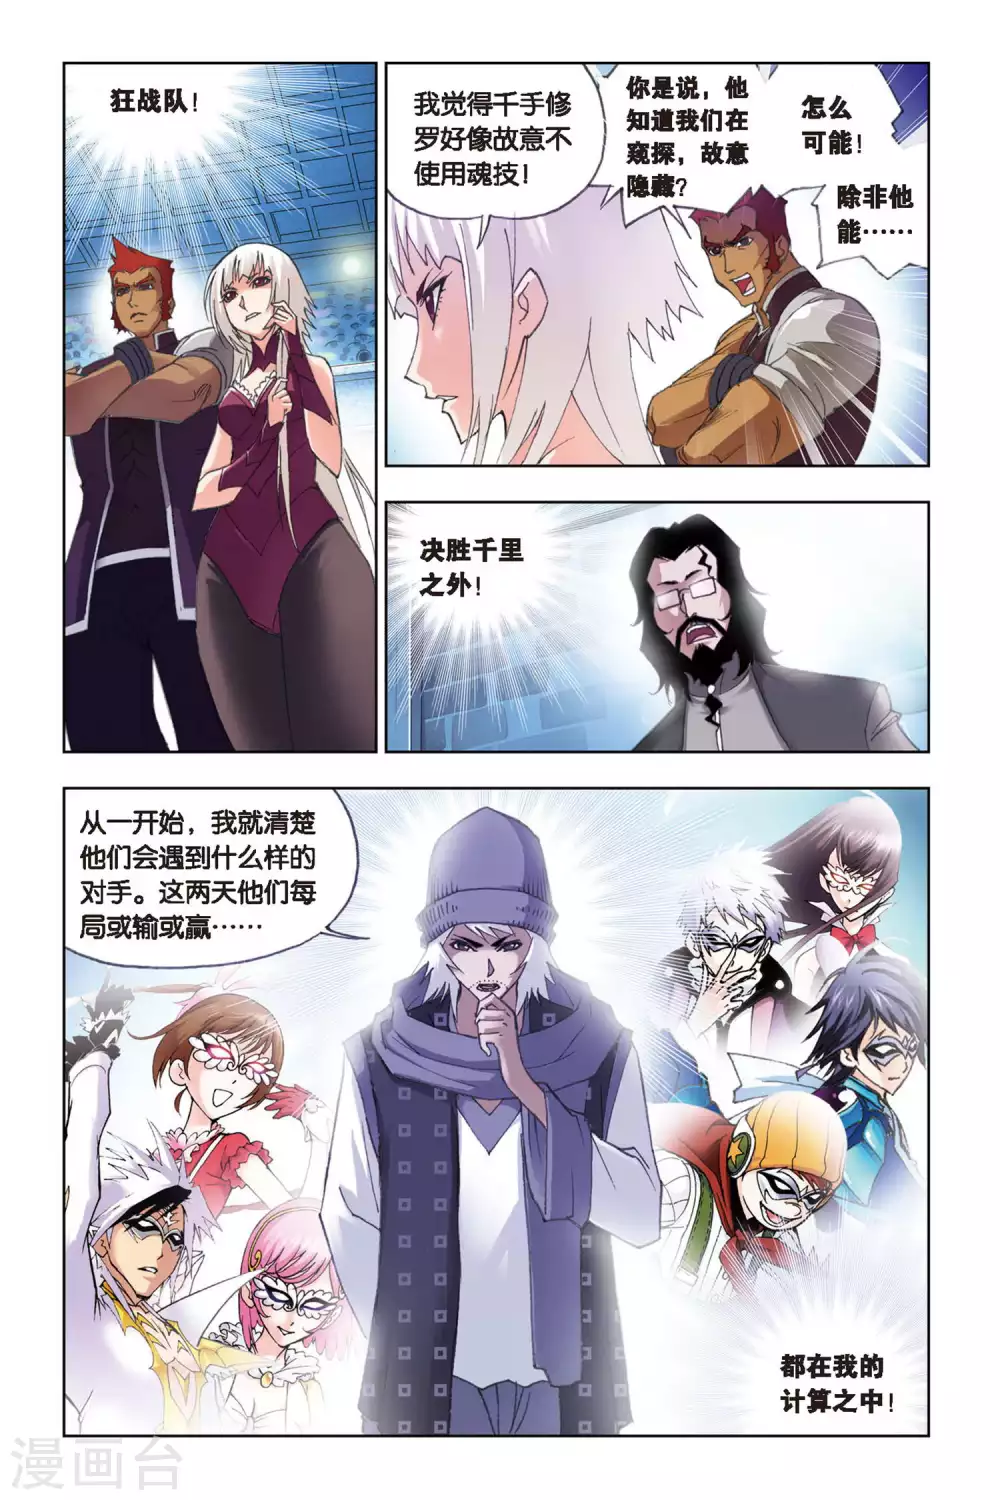 狂战队！
我觉得千手修
罗好像故意不
使用魂技！
你是说，他
知道我们在
窥探，故意
隐藏？
怎么
可能！
除非他
能……
决胜千里
之外！
从一开始，我就清楚
他们会遇到什么样的
对手。这两天他们每
局或输或赢……
都在我的
计算之中！
漫画台